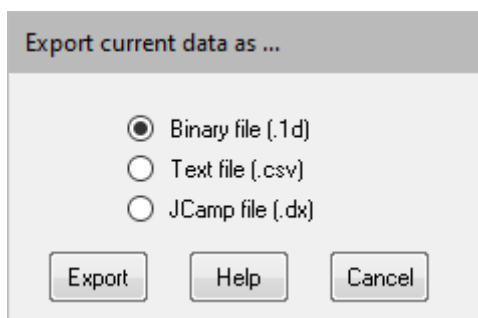 Export current data as ...
Binary file (.1d)
Text file (.csv)
JCamp file (.dx)
Export Help Cancel